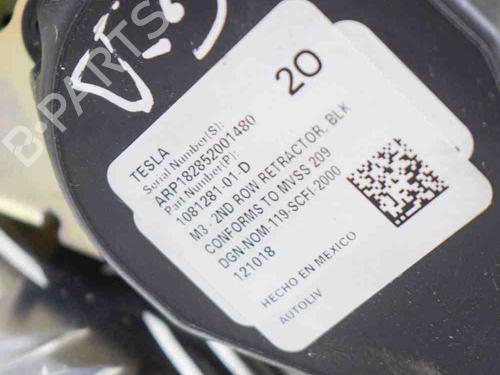 B-PARTS
20
TESLA
Serial Number(S):
ARP182852001480
Part Number(P):
1081281-01-D
M3, 2ND ROW RETRACTOR, BLK
CONFORMS TO MVSS 209
DGN-NOM-119-SCFI-2000
121018
HECHO EN MEXICO
AUTOLIV